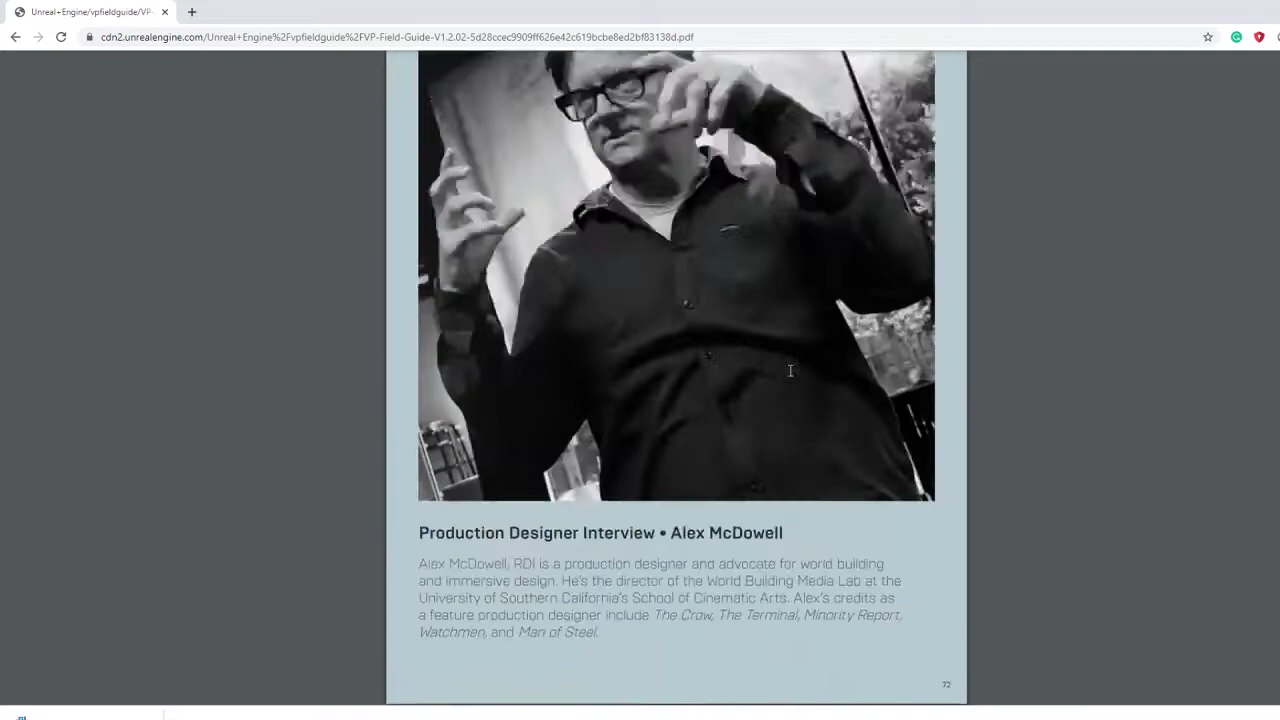 Unreal+Engine/vpfieldguide/VP-
cdn2.unrealengine.com/Unreal+Engine%2Fvpfieldguide%2FVP-Field-Guide-V1.2.02-5d28ccec9909ff626e42c619bcbe8ed2bf83138d.pdf
Production Designer Interview • Alex McDowell
Alex McDowell, RDI is a production designer and advocate for world building
and immersive design. He's the director of the World Building Media Lab at the
University of Southern California's School of Cinematic Arts. Alex's credits as
a feature production designer include The Crow, The Terminal, Minority Report,
Watchmen, and Man of Steel.
72